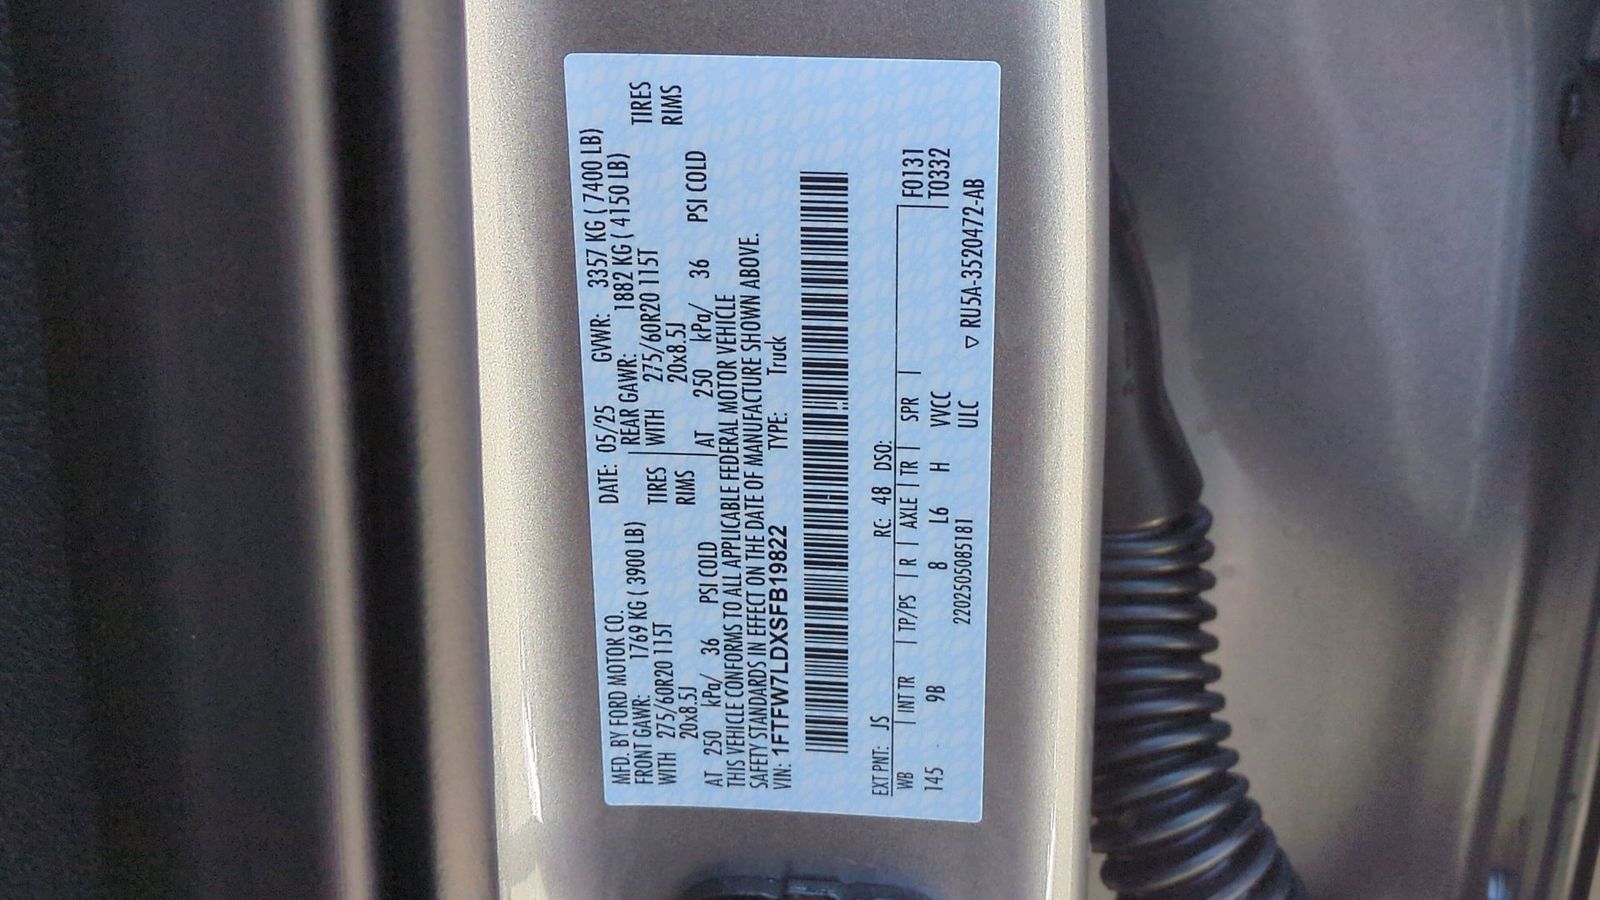 MFD. BY FORD MOTOR CO.
DATE: 05/25 GVWR: 3357 KG ( 7400 LB)
FRONT GAWR: 1769 KG ( 3900 LB) REAR GAWR: 1882 KG ( 4150 LB)
WITH 275/60R20 115T TIRES WITH 275/60R20 115T TIRES
20x8.5J RIMS 20x8.5J RIMS
AT 250 kPa/ 36 PSI COLD AT 250 kPa/ 36 PSI COLD
THIS VEHICLE CONFORMS TO ALL APPLICABLE FEDERAL MOTOR VEHICLE
SAFETY STANDARDS IN EFFECT ON THE DATE OF MANUFACTURE SHOWN ABOVE.
VIN: 1FTFW7LDXSFB19822 TYPE: Truck
EXT PNT: JS RC: 48 DSO:
WB | INT TR | TP/PS | R | AXLE | TR | SPR | F0131
145 9B 8 L6 H VVCC T0332
2202505085181 ULC ▽ RU5A-3520472-AB